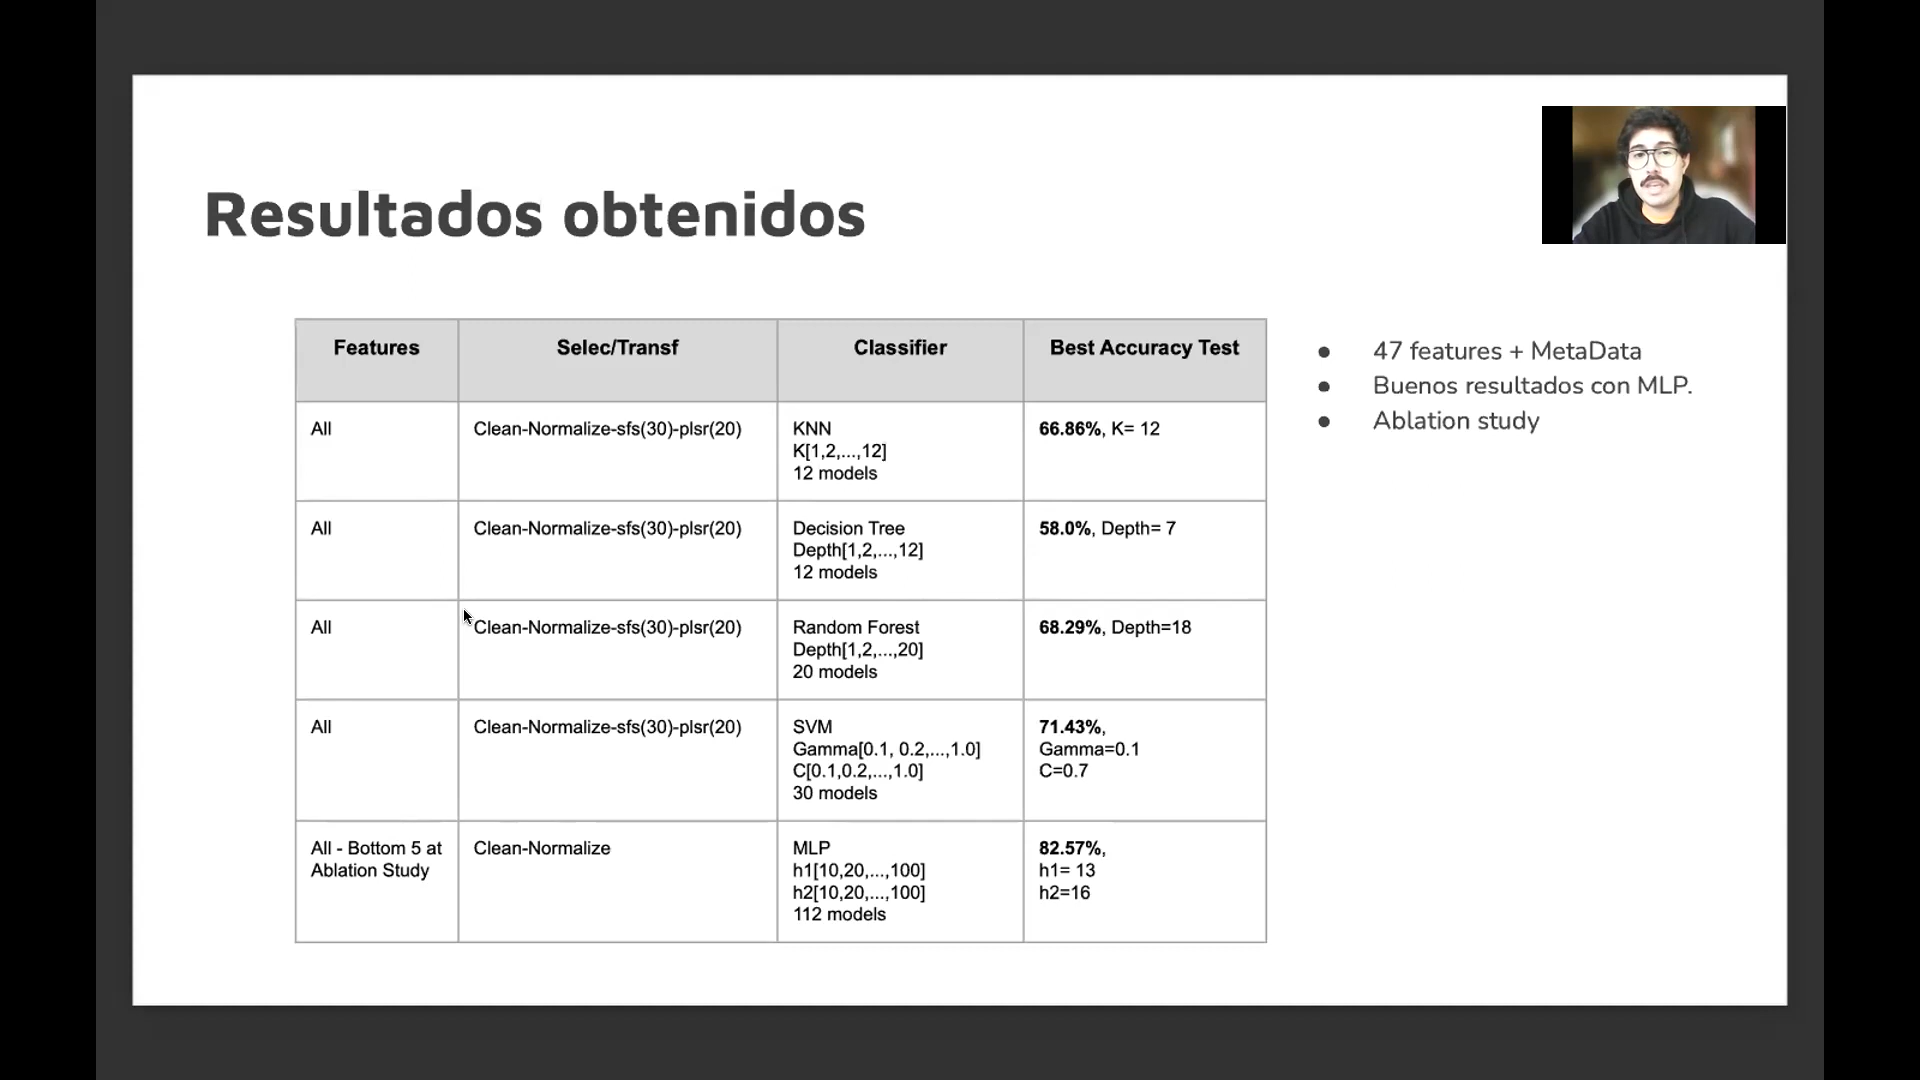 Resultados obtenidos
Features Selec/Transf Classifier Best Accuracy Test
All Clean-Normalize-sfs(30)-plsr(20) KNN 66.86%, K= 12
K[1,2,...,12]
12 models
All Clean-Normalize-sfs(30)-plsr(20) Decision Tree 58.0%, Depth= 7
Depth[1,2,...,12]
12 models
All Clean-Normalize-sfs(30)-plsr(20) Random Forest 68.29%, Depth=18
Depth[1,2,...,20]
20 models
All Clean-Normalize-sfs(30)-plsr(20) SVM 71.43%,
Gamma[0.1, 0.2,...,1.0] Gamma=0.1
C[0.1,0.2,...,1.0] C=0.7
30 models
All - Bottom 5 at Clean-Normalize MLP 82.57%,
Ablation Study h1[10,20,...,100] h1= 13
h2[10,20,...,100] h2=16
112 models
● 47 features + MetaData
● Buenos resultados con MLP.
● Ablation study